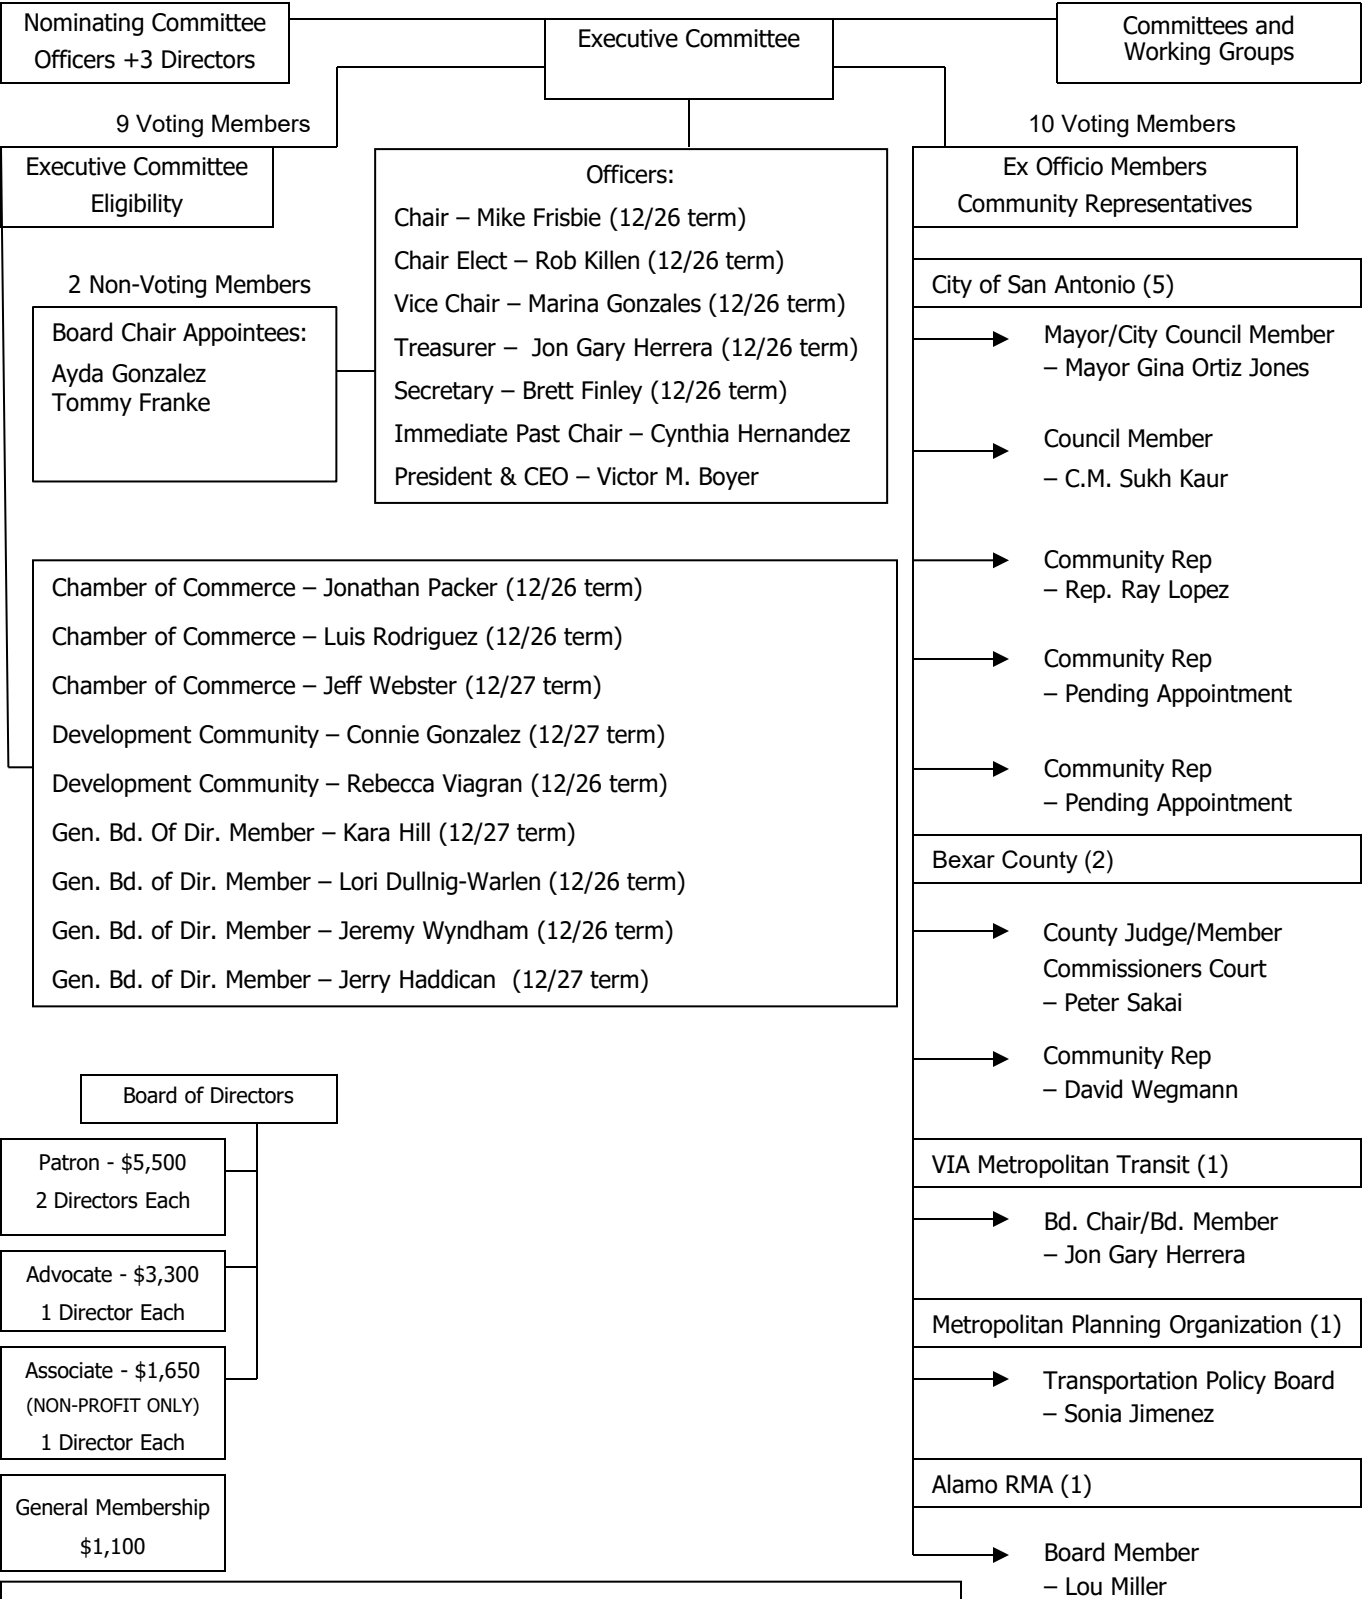 Nominating Committee
Officers +3 Directors
Executive Committee
Committees and
Working Groups
9 Voting Members
10 Voting Members
Executive Committee
Eligibility
Officers:
Chair – Mike Frisbie (12/26 term)
Chair Elect – Rob Killen (12/26 term)
Vice Chair – Marina Gonzales (12/26 term)
Treasurer –  Jon Gary Herrera (12/26 term)
Secretary – Brett Finley (12/26 term)
Immediate Past Chair – Cynthia Hernandez
President & CEO – Victor M. Boyer
2 Non-Voting Members
Board Chair Appointees:
Ayda Gonzalez
Tommy Franke
Chamber of Commerce – Jonathan Packer (12/26 term)
Chamber of Commerce – Luis Rodriguez (12/26 term)
Chamber of Commerce – Jeff Webster (12/27 term)
Development Community – Connie Gonzalez (12/27 term)
Development Community – Rebecca Viagran (12/26 term)
Gen. Bd. Of Dir. Member – Kara Hill (12/27 term)
Gen. Bd. of Dir. Member – Lori Dullnig-Warlen (12/26 term)
Gen. Bd. of Dir. Member – Jeremy Wyndham (12/26 term)
Gen. Bd. of Dir. Member – Jerry Haddican  (12/27 term)
Board of Directors
Patron - $5,500
2 Directors Each
Advocate - $3,300
1 Director Each
Associate - $1,650
(NON-PROFIT ONLY)
1 Director Each
General Membership
$1,100
Ex Officio Members
Community Representatives
City of San Antonio (5)
Mayor/City Council Member
– Mayor Gina Ortiz Jones
Council Member
– C.M. Sukh Kaur
Community Rep
– Rep. Ray Lopez
Community Rep
– Pending Appointment
Community Rep
– Pending Appointment
Bexar County (2)
County Judge/Member
Commissioners Court
– Peter Sakai
Community Rep
– David Wegmann
VIA Metropolitan Transit (1)
Bd. Chair/Bd. Member
– Jon Gary Herrera
Metropolitan Planning Organization (1)
Transportation Policy Board
– Sonia Jimenez
Alamo RMA (1)
Board Member
– Lou Miller